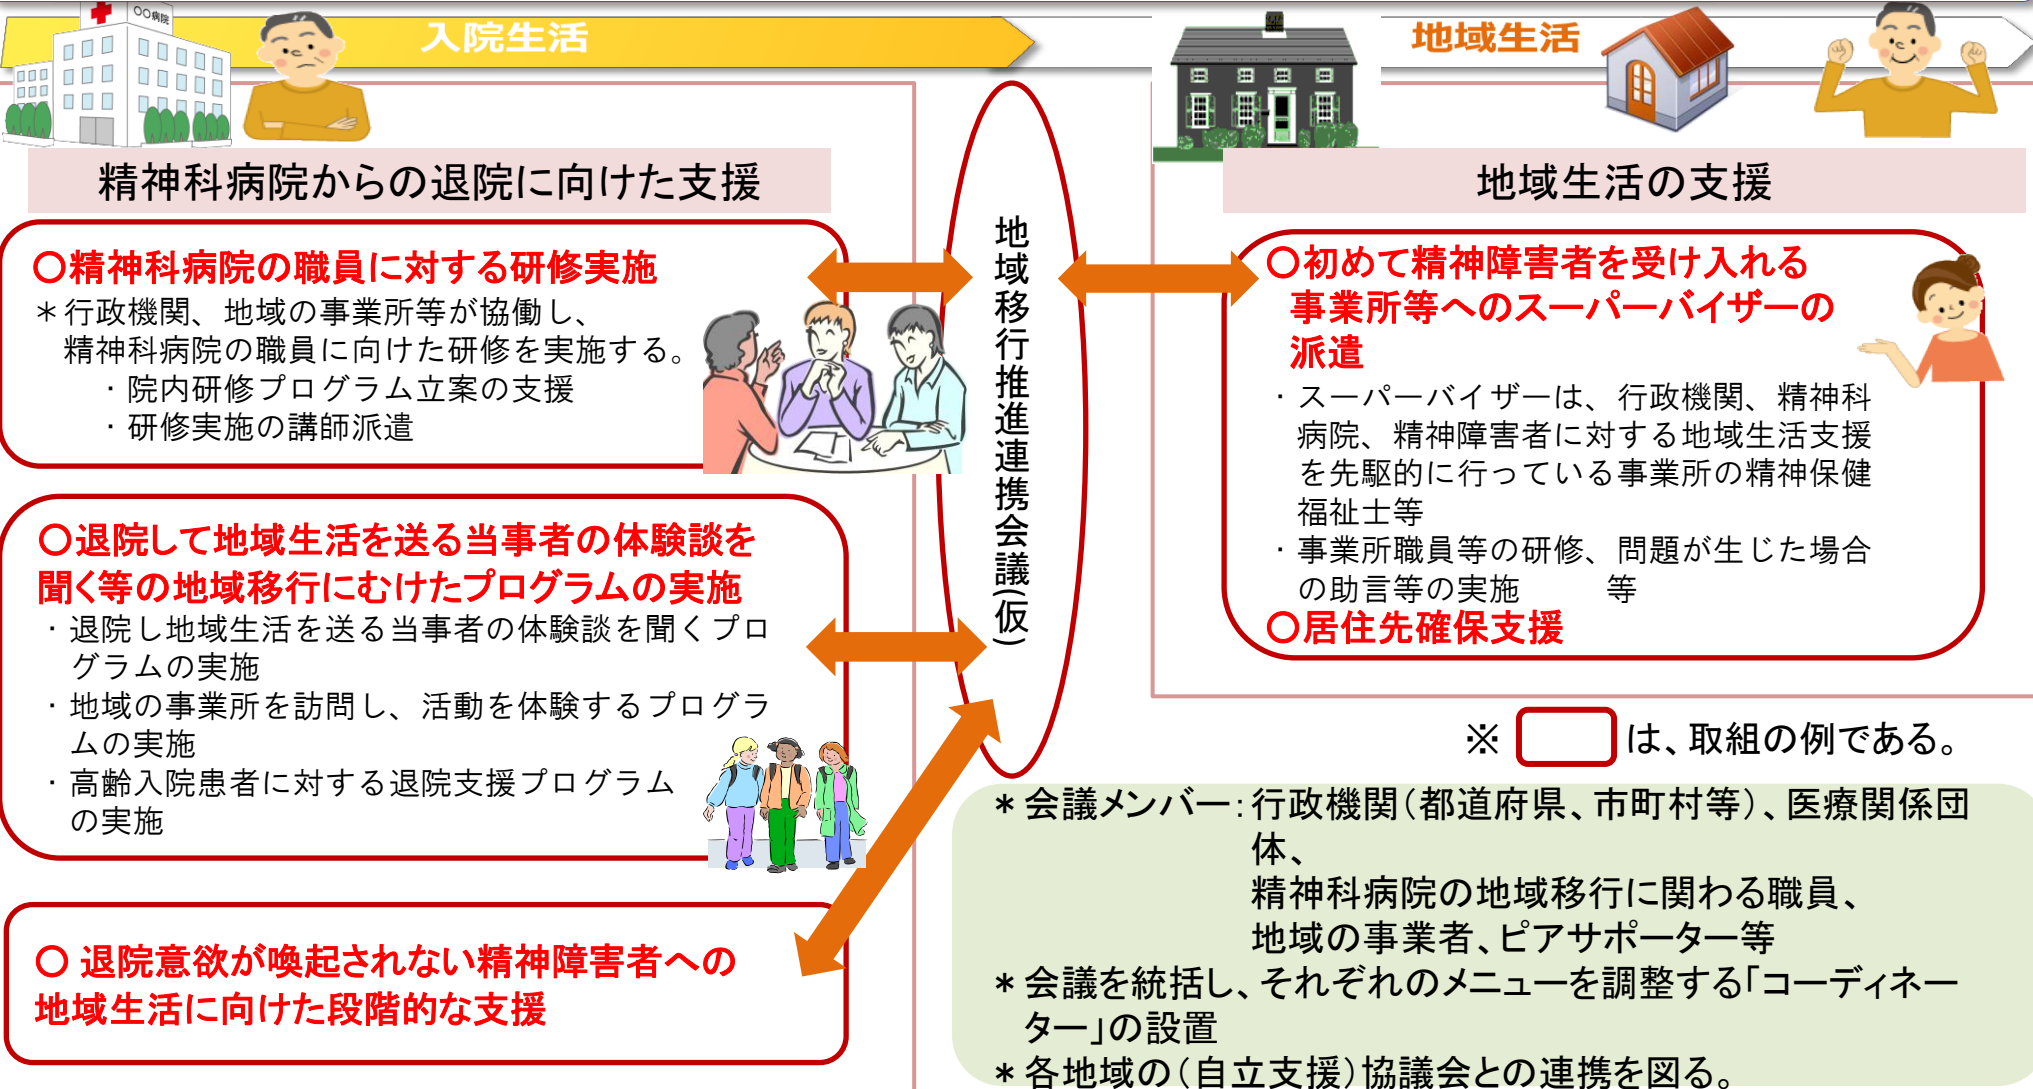 〇〇病院
入院生活
地域生活
精神科病院からの退院に向けた支援
〇精神科病院の職員に対する研修実施
＊行政機関、地域の事業所等が協働し、
精神科病院の職員に向けた研修を実施する。
・院内研修プログラム立案の支援
・研修実施の講師派遣
〇退院して地域生活を送る当事者の体験談を
聞く等の地域移行にむけたプログラムの実施
・退院し地域生活を送る当事者の体験談を聞くプロ
グラムの実施
・地域の事業所を訪問し、活動を体験するプログラ
ムの実施
・高齢入院患者に対する退院支援プログラム
の実施
〇 退院意欲が喚起されない精神障害者への
地域生活に向けた段階的な支援
地域移行推進連携会議(仮)
地域生活の支援
〇初めて精神障害者を受け入れる
事業所等へのスーパーバイザーの
派遣
・スーパーバイザーは、行政機関、精神科
病院、精神障害者に対する地域生活支援
を先駆的に行っている事業所の精神保健
福祉士等
・事業所職員等の研修、問題が生じた場合
の助言等の実施　　等
〇居住先確保支援
※　　は、取組の例である。
＊会議メンバー：行政機関（都道府県、市町村等）、医療関係団
体、
精神科病院の地域移行に関わる職員、
地域の事業者、ピアサポーター等
＊会議を統括し、それぞれのメニューを調整する「コーディネー
ター」の設置
＊各地域の（自立支援）協議会との連携を図る。